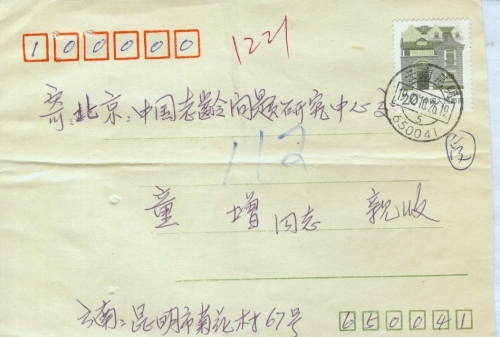 100000
1221
寄:北京:中国老龄问题研究中心
112
童增同志 亲收
云南:昆明市菊花村67号
650041
650041